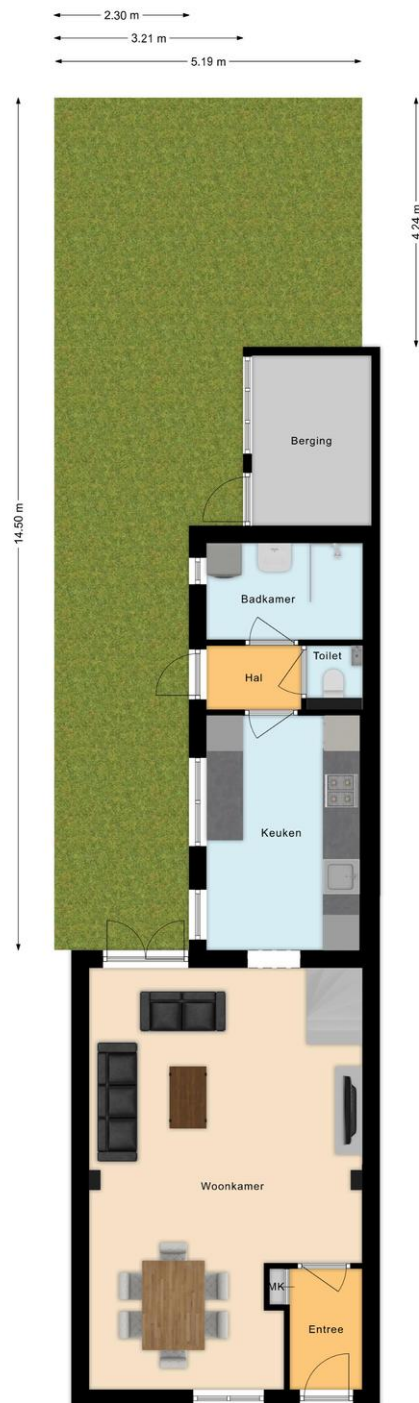 2.30 m
3.21 m
5.19 m
4.24 m
14.50 m
Berging
Badkamer
Toilet
Hal
Keuken
Woonkamer
MK
Entree